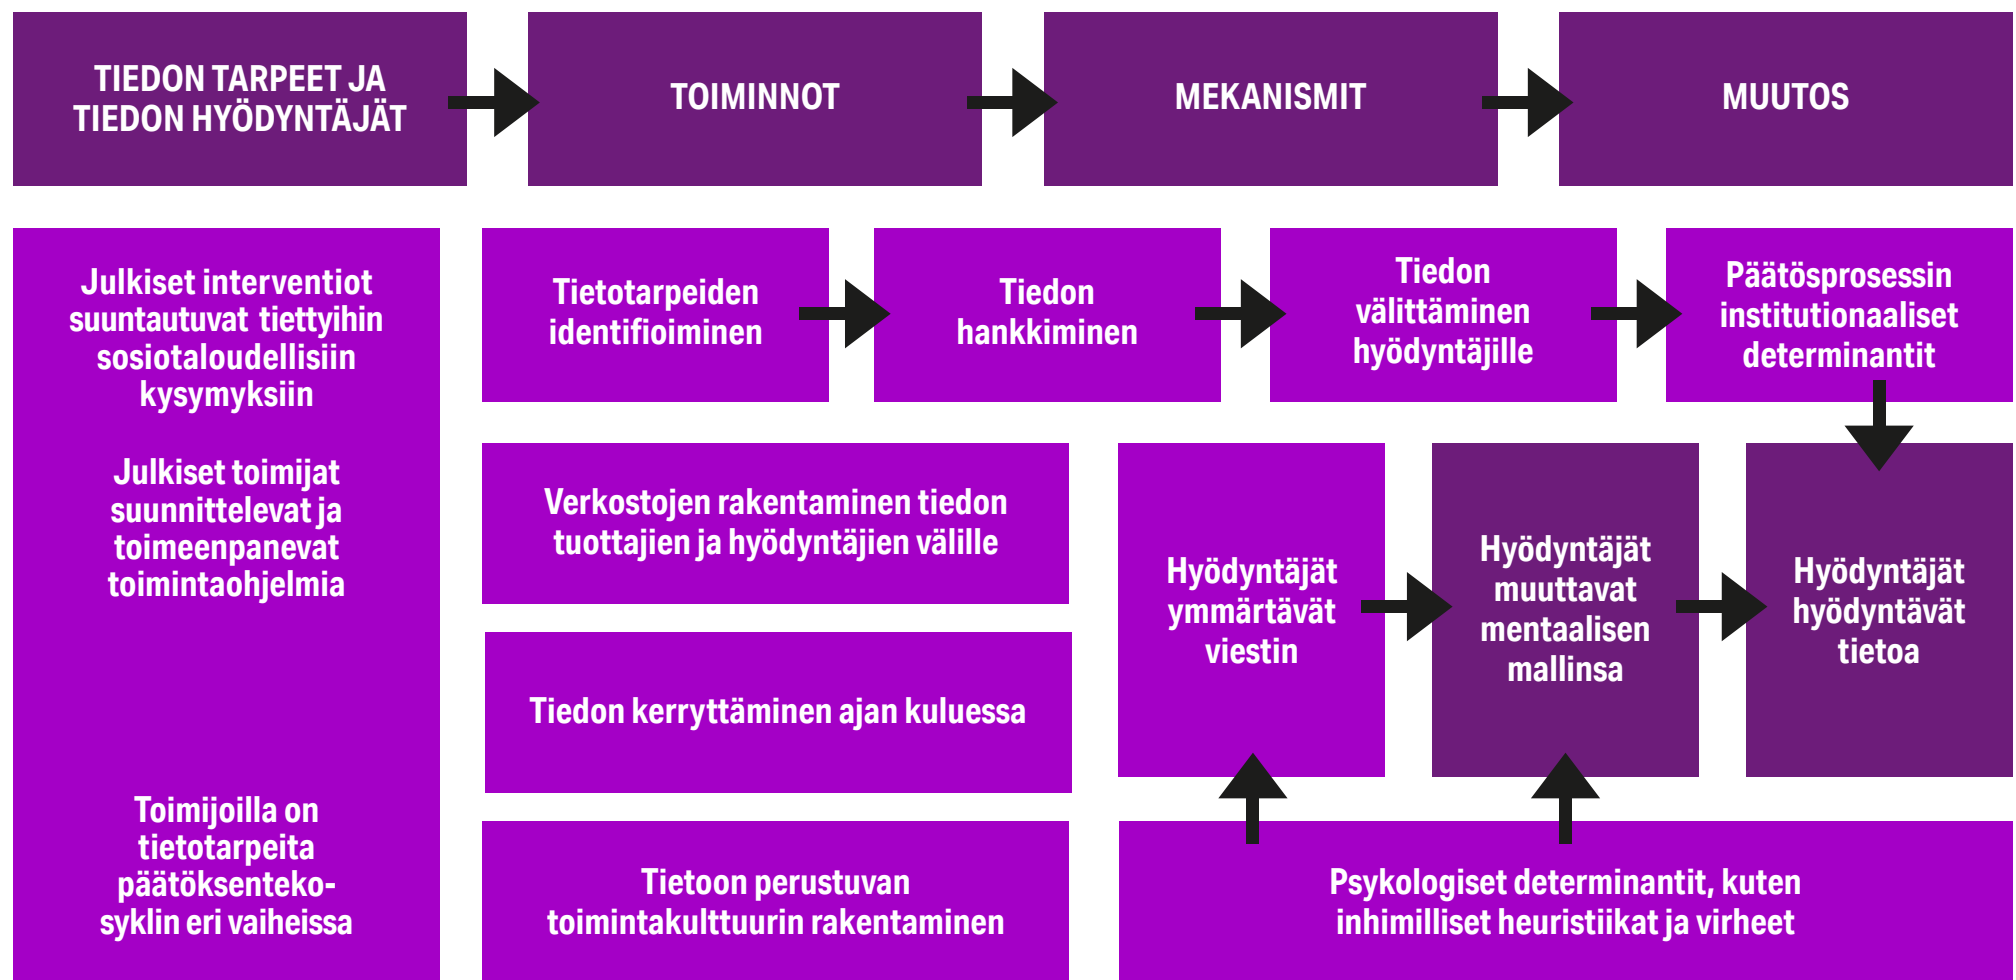 TIEDON TARPEET JA
TIEDON HYÖDYNTÄJÄT
TOIMINNOT
MEKANISMIT
MUUTOS
Julkiset interventiot
suuntautuvat tiettyihin
sosiotaloudellisiin
kysymyksiin
Julkiset toimijat
suunnittelevat ja
toimeenpanevat
toimintaohjelmia
Toimijoilla on
tietotarpeita
päätöksenteko-
syklin eri vaiheissa
Tietotarpeiden
identifioiminen
Tiedon
hankkiminen
Tiedon
välittäminen
hyödyntäjille
Päätösprosessin
institutionaaliset
determinantit
Verkostojen rakentaminen tiedon
tuottajien ja hyödyntäjien välille
Tiedon kerryttäminen ajan kuluessa
Tietoon perustuvan
toimintakulttuurin rakentaminen
Hyödyntäjät
ymmärtävät
viestin
Hyödyntäjät
muuttavat
mentaalisen
mallinsa
Hyödyntäjät
hyödyntävät
tietoa
Psykologiset determinantit, kuten
inhimilliset heuristiikat ja virheet